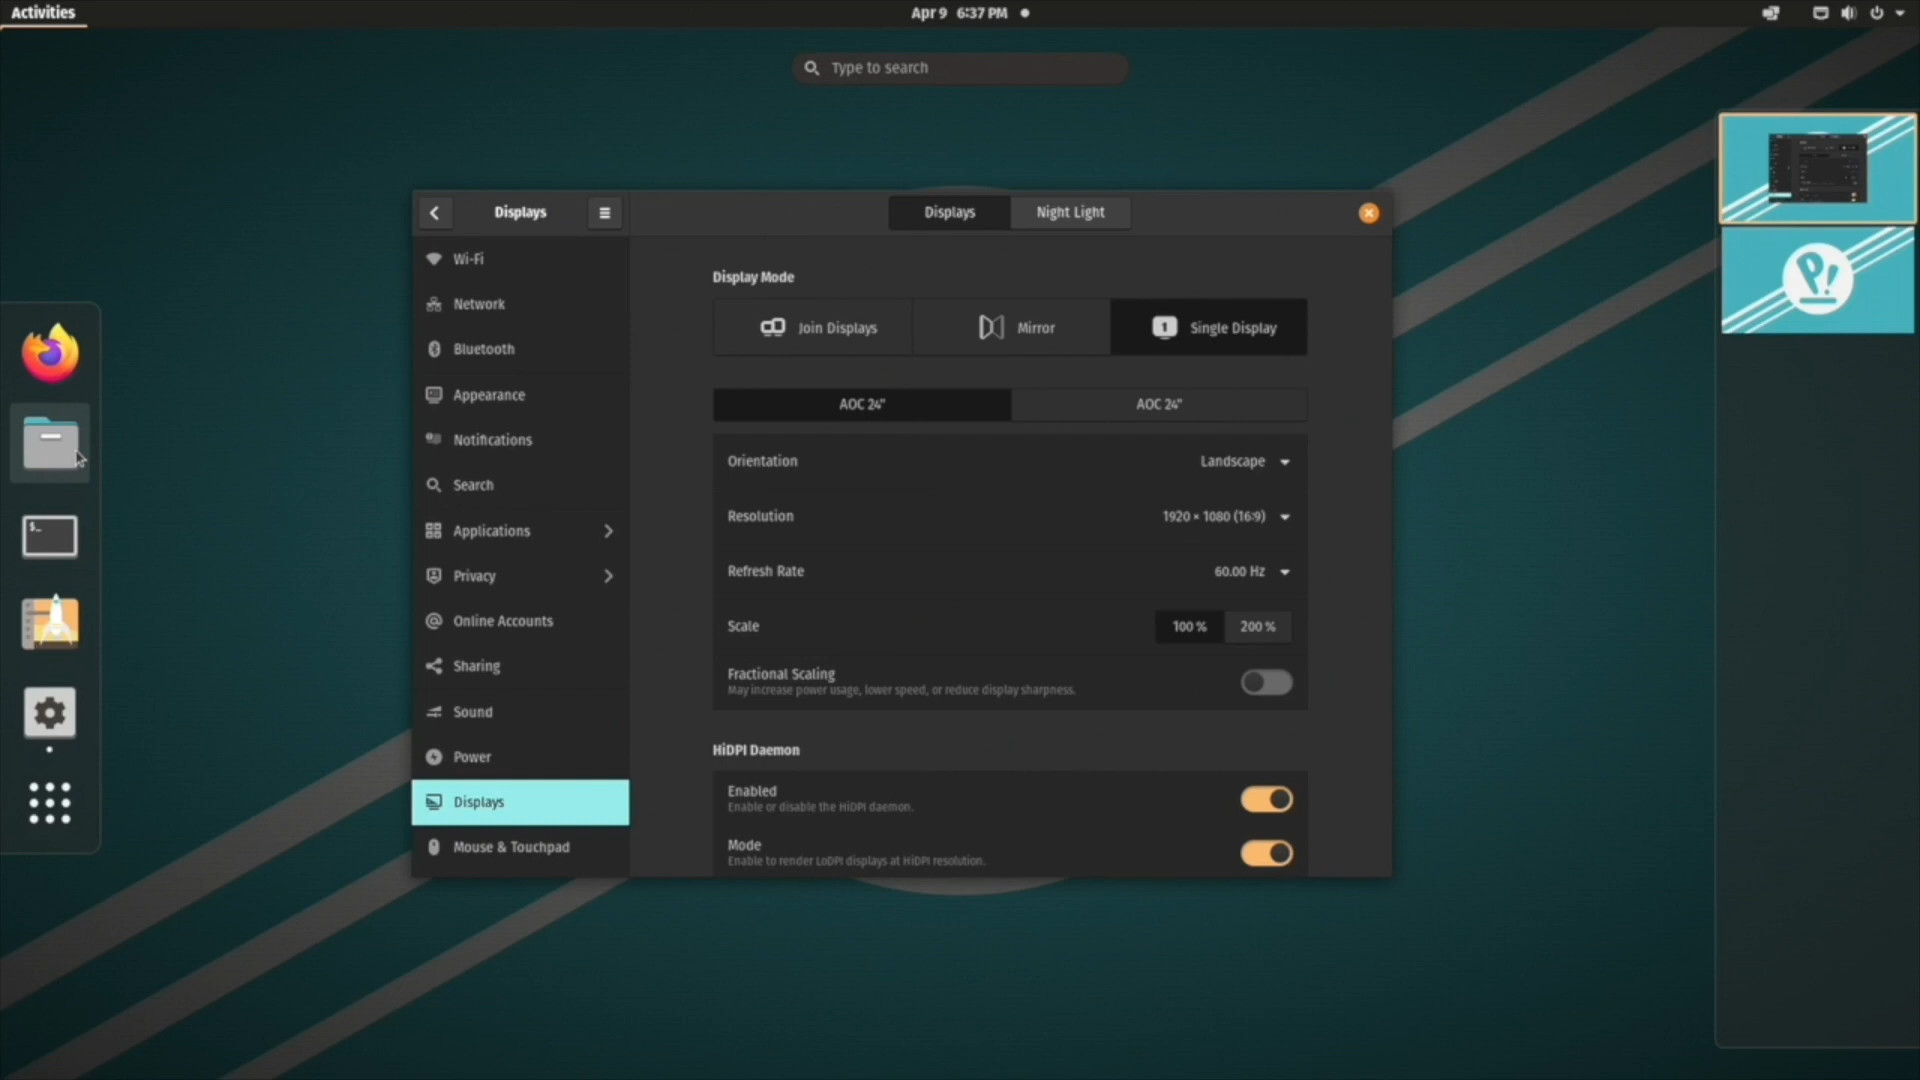 Activities
Apr 9 6:37 PM
Type to search
Displays
Displays
Night Light
Wi-Fi
Network
Bluetooth
Appearance
Notifications
Search
Applications
Privacy
Online Accounts
Sharing
Sound
Power
Displays
Mouse & Touchpad
Display Mode
Join Displays
Mirror
1
Single Display
AOC 24"
AOC 24"
Orientation
Landscape
Resolution
1920 × 1080 (16:9)
Refresh Rate
60.00 Hz
Scale
100 %
200 %
Fractional Scaling
May increase power usage, lower speed, or reduce display sharpness.
HiDPI Daemon
Enabled
Enable or disable the HiDPI daemon.
Mode
Enable to render LoDPI displays at HiDPI resolution.
$_
P!